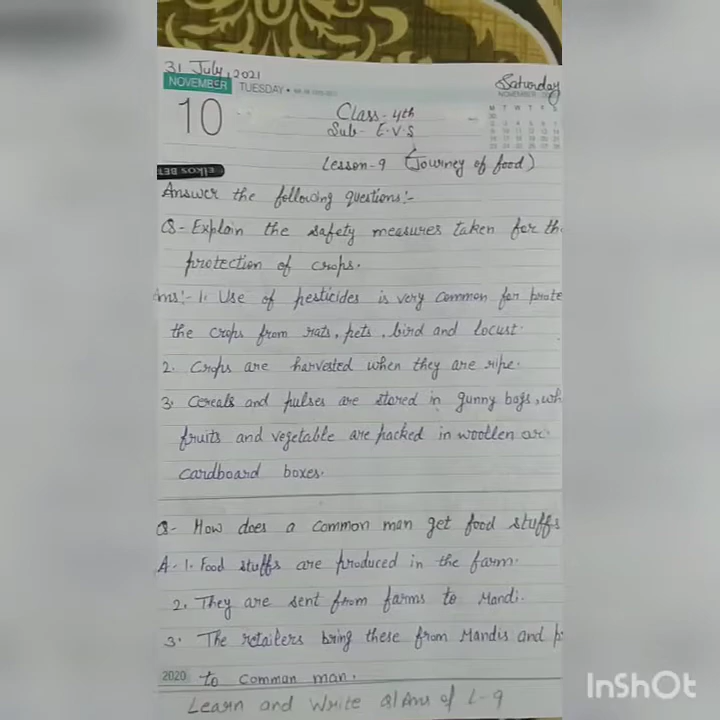 31 July, 2021
NOVEMBER TUESDAY
Saturday
NOVEMBER
10
Class - 4th
Sub - E.V.S
Lesson-9 (Journey of food)
Answer the following questions:-
Q- Explain the safety measures taken for th
protection of crops.
Ans:- 1. Use of pesticides is very common for prote
the crops from rats, pets, bird and locust.
2. Crops are harvested when they are ripe.
3. Cereals and pulses are stored in gunny bags, wh
fruits and vegetable are packed in woollen or
cardboard boxes.
Q- How does a common man get food stuffs
A- 1. Food stuffs are produced in the farm.
2. They are sent from farms to Mandi.
3. The retailers bring these from Mandis and
2020 to common man.
Learn and Write Q/Ans of L-9
InShOt